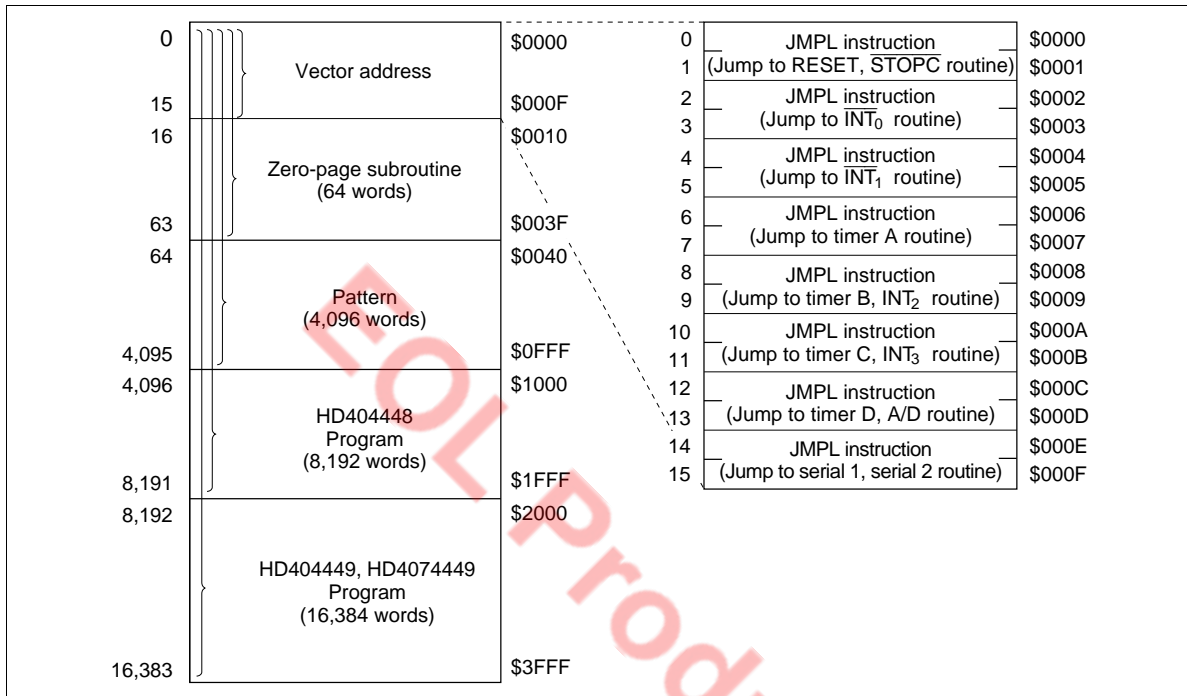 0
Vector address
$0000
15
$000F
16
$0010
Zero-page subroutine
(64 words)
63
$003F
64
$0040
Pattern
(4,096 words)
4,095
$0FFF
4,096
$1000
HD404448
Program
(8,192 words)
8,191
$1FFF
8,192
$2000
HD404449, HD4074449
Program
(16,384 words)
16,383
$3FFF
0
JMPL instruction
$0000
1
(Jump to RESET, STOPC routine)
$0001
2
JMPL instruction
$0002
3
(Jump to INT0 routine)
$0003
4
JMPL instruction
$0004
5
(Jump to INT1 routine)
$0005
6
JMPL instruction
$0006
7
(Jump to timer A routine)
$0007
8
JMPL instruction
$0008
9
(Jump to timer B, INT2 routine)
$0009
10
JMPL instruction
$000A
11
(Jump to timer C, INT3 routine)
$000B
12
JMPL instruction
$000C
13
(Jump to timer D, A/D routine)
$000D
14
JMPL instruction
$000E
15
(Jump to serial 1, serial 2 routine)
$000F
EOL Produ